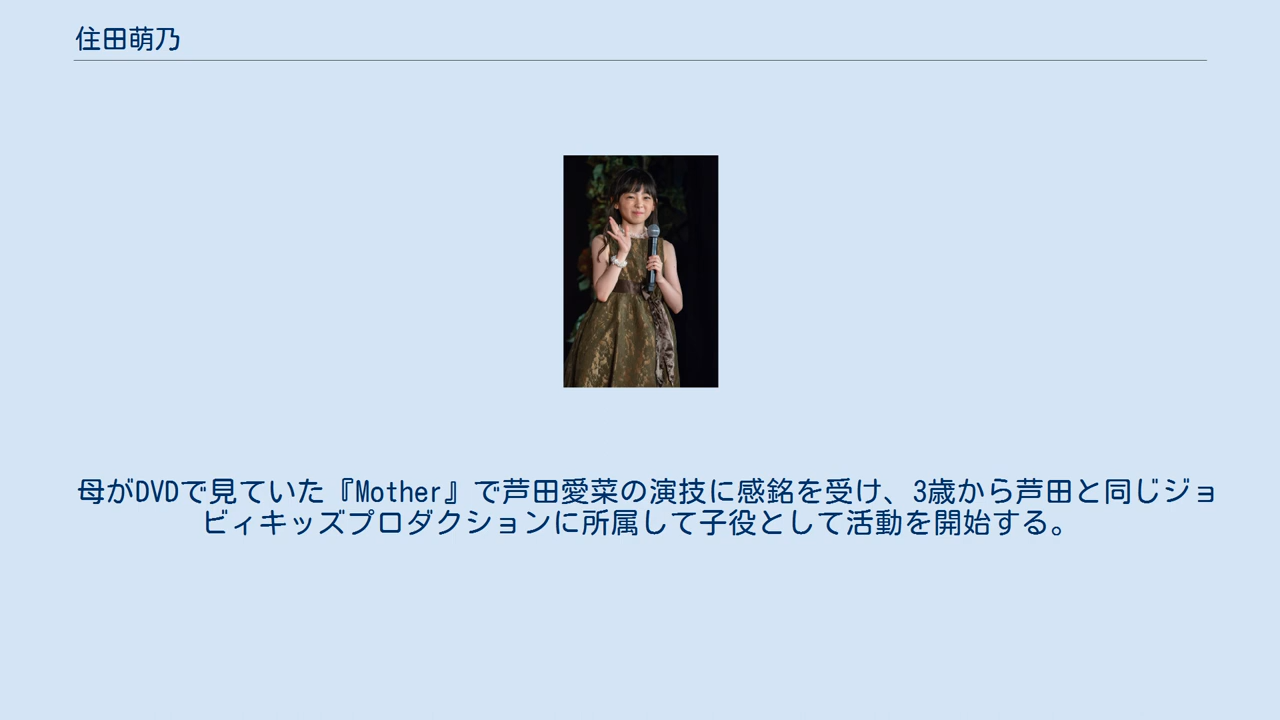 住田萌乃
母がDVDで見ていた『Mother』で芦田愛菜の演技に感銘を受け、3歳から芦田と同じジョ
ビィキッズプロダクションに所属して子役として活動を開始する。